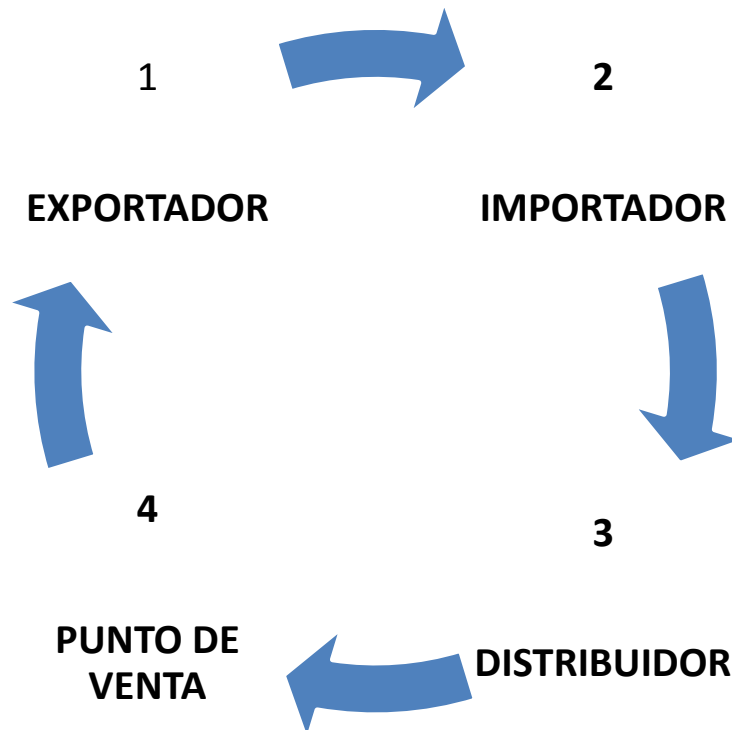 1
EXPORTADOR
2
IMPORTADOR
3
DISTRIBUIDOR
4
PUNTO DE
VENTA